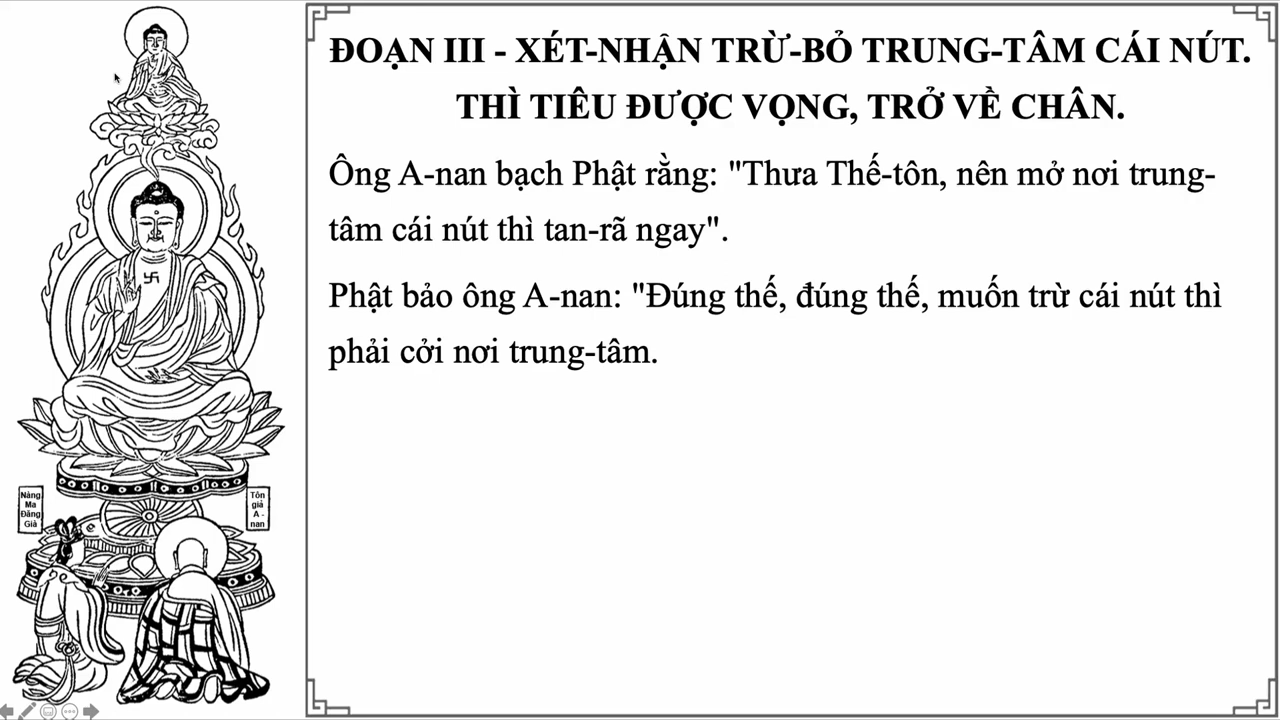 ĐOẠN III - XÉT-NHẬN TRỪ-BỎ TRUNG-TÂM CÁI NÚT.
THÌ TIÊU ĐƯỢC VỌNG, TRỞ VỀ CHÂN.
Ông A-nan bạch Phật rằng: "Thưa Thế-tôn, nên mở nơi trung-
tâm cái nút thì tan-rã ngay".
Phật bảo ông A-nan: "Đúng thế, đúng thế, muốn trừ cái nút thì
phải cởi nơi trung-tâm.
Nàng
Ma
Đăng
Già
Tôn
giả
A -
nan